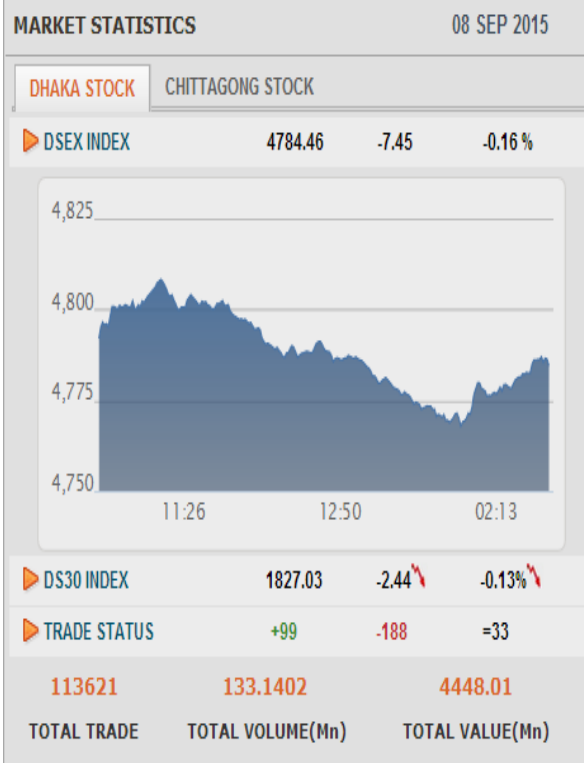 MARKET STATISTICS 08 SEP 2015
DHAKA STOCK CHITTAGONG STOCK
DSEX INDEX 4784.46 -7.45 -0.16 %
4,825
4,800
4,775
4,750
11:26 12:50 02:13
DS30 INDEX 1827.03 -2.44 -0.13%
TRADE STATUS +99 -188 =33
113621 133.1402 4448.01
TOTAL TRADE TOTAL VOLUME(Mn) TOTAL VALUE(Mn)